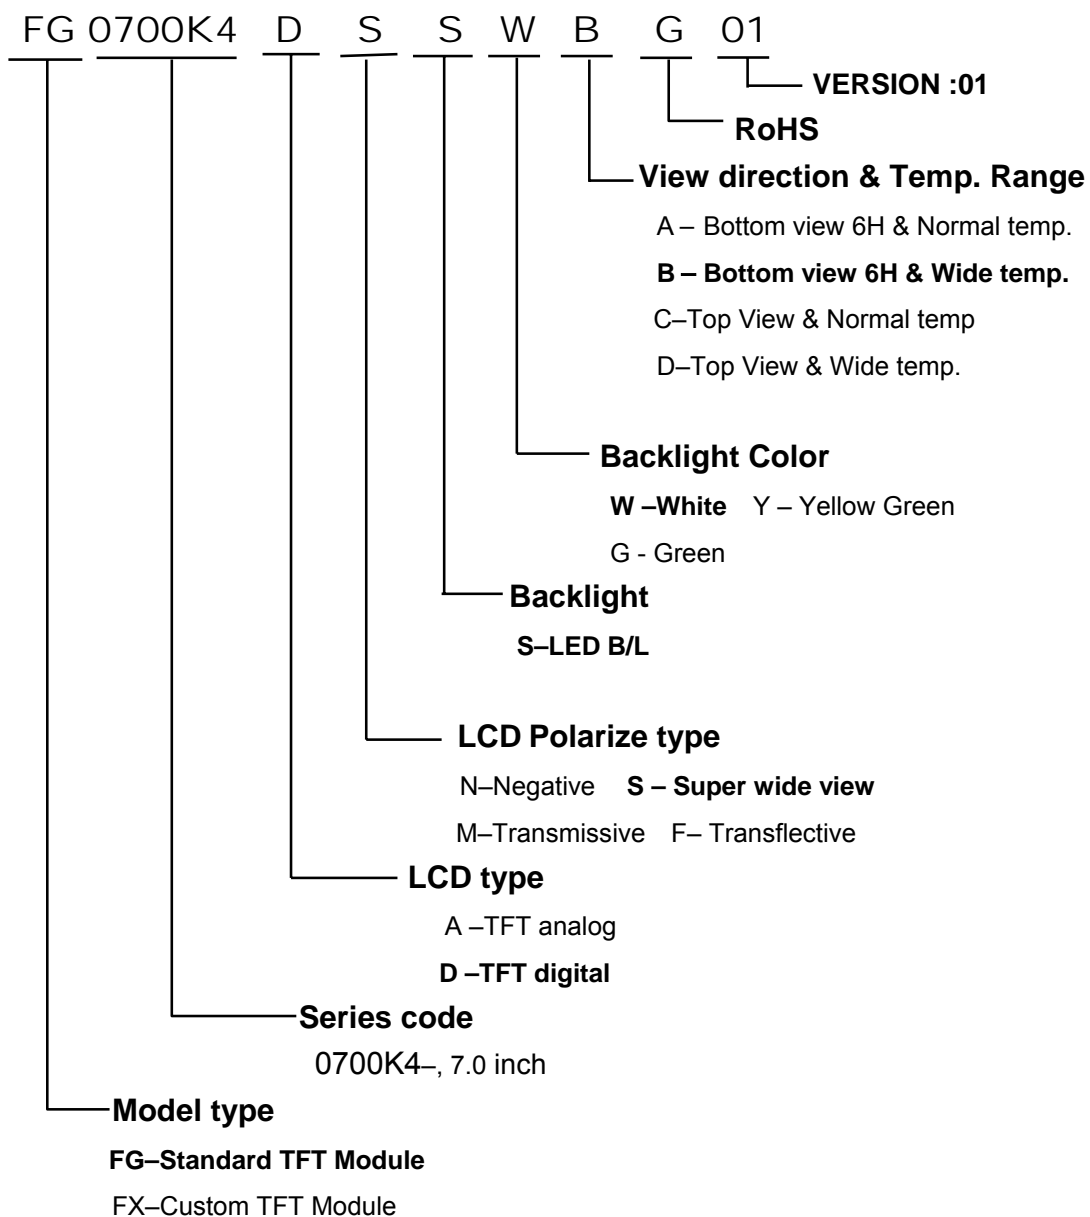 FG 0700K4 D S S W B G 01
VERSION :01
RoHS
View direction & Temp. Range
A – Bottom view 6H & Normal temp.
B – Bottom view 6H & Wide temp.
C–Top View & Normal temp
D–Top View & Wide temp.
Backlight Color
W –White Y – Yellow Green
G - Green
Backlight
S–LED B/L
LCD Polarize type
N–Negative S – Super wide view
M–Transmissive F– Transflective
LCD type
A –TFT analog
D –TFT digital
Series code
0700K4–, 7.0 inch
Model type
FG–Standard TFT Module
FX–Custom TFT Module